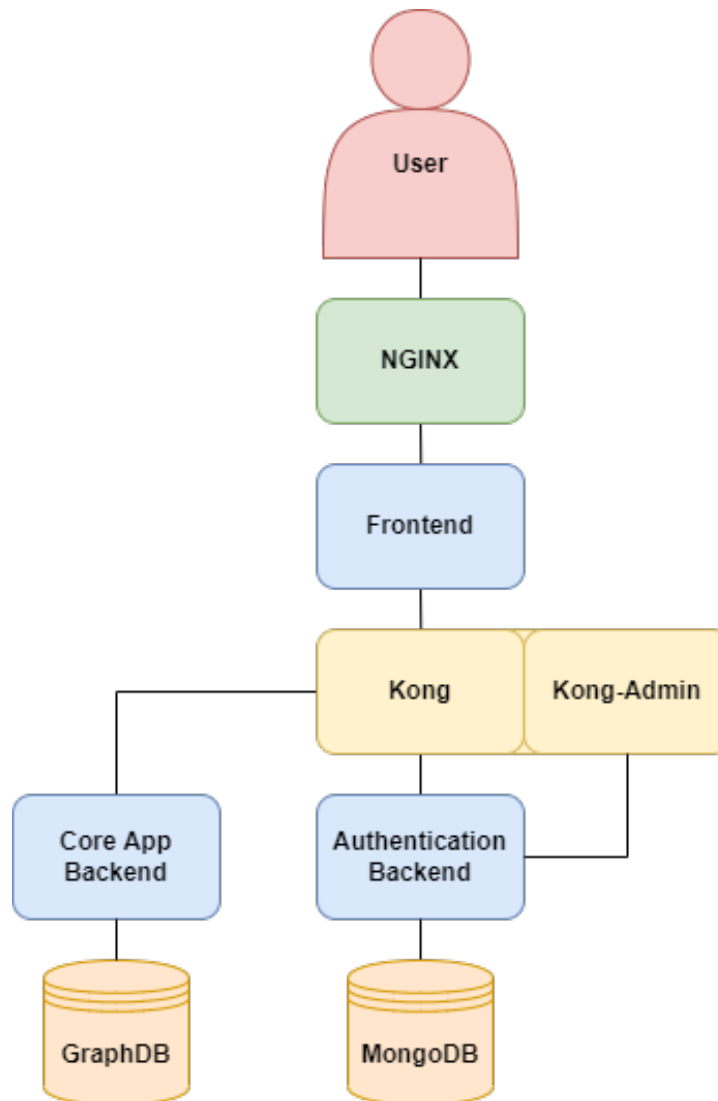 User
NGINX
Frontend
Kong
Kong-Admin
Core App
Backend
Authentication
Backend
GraphDB
MongoDB